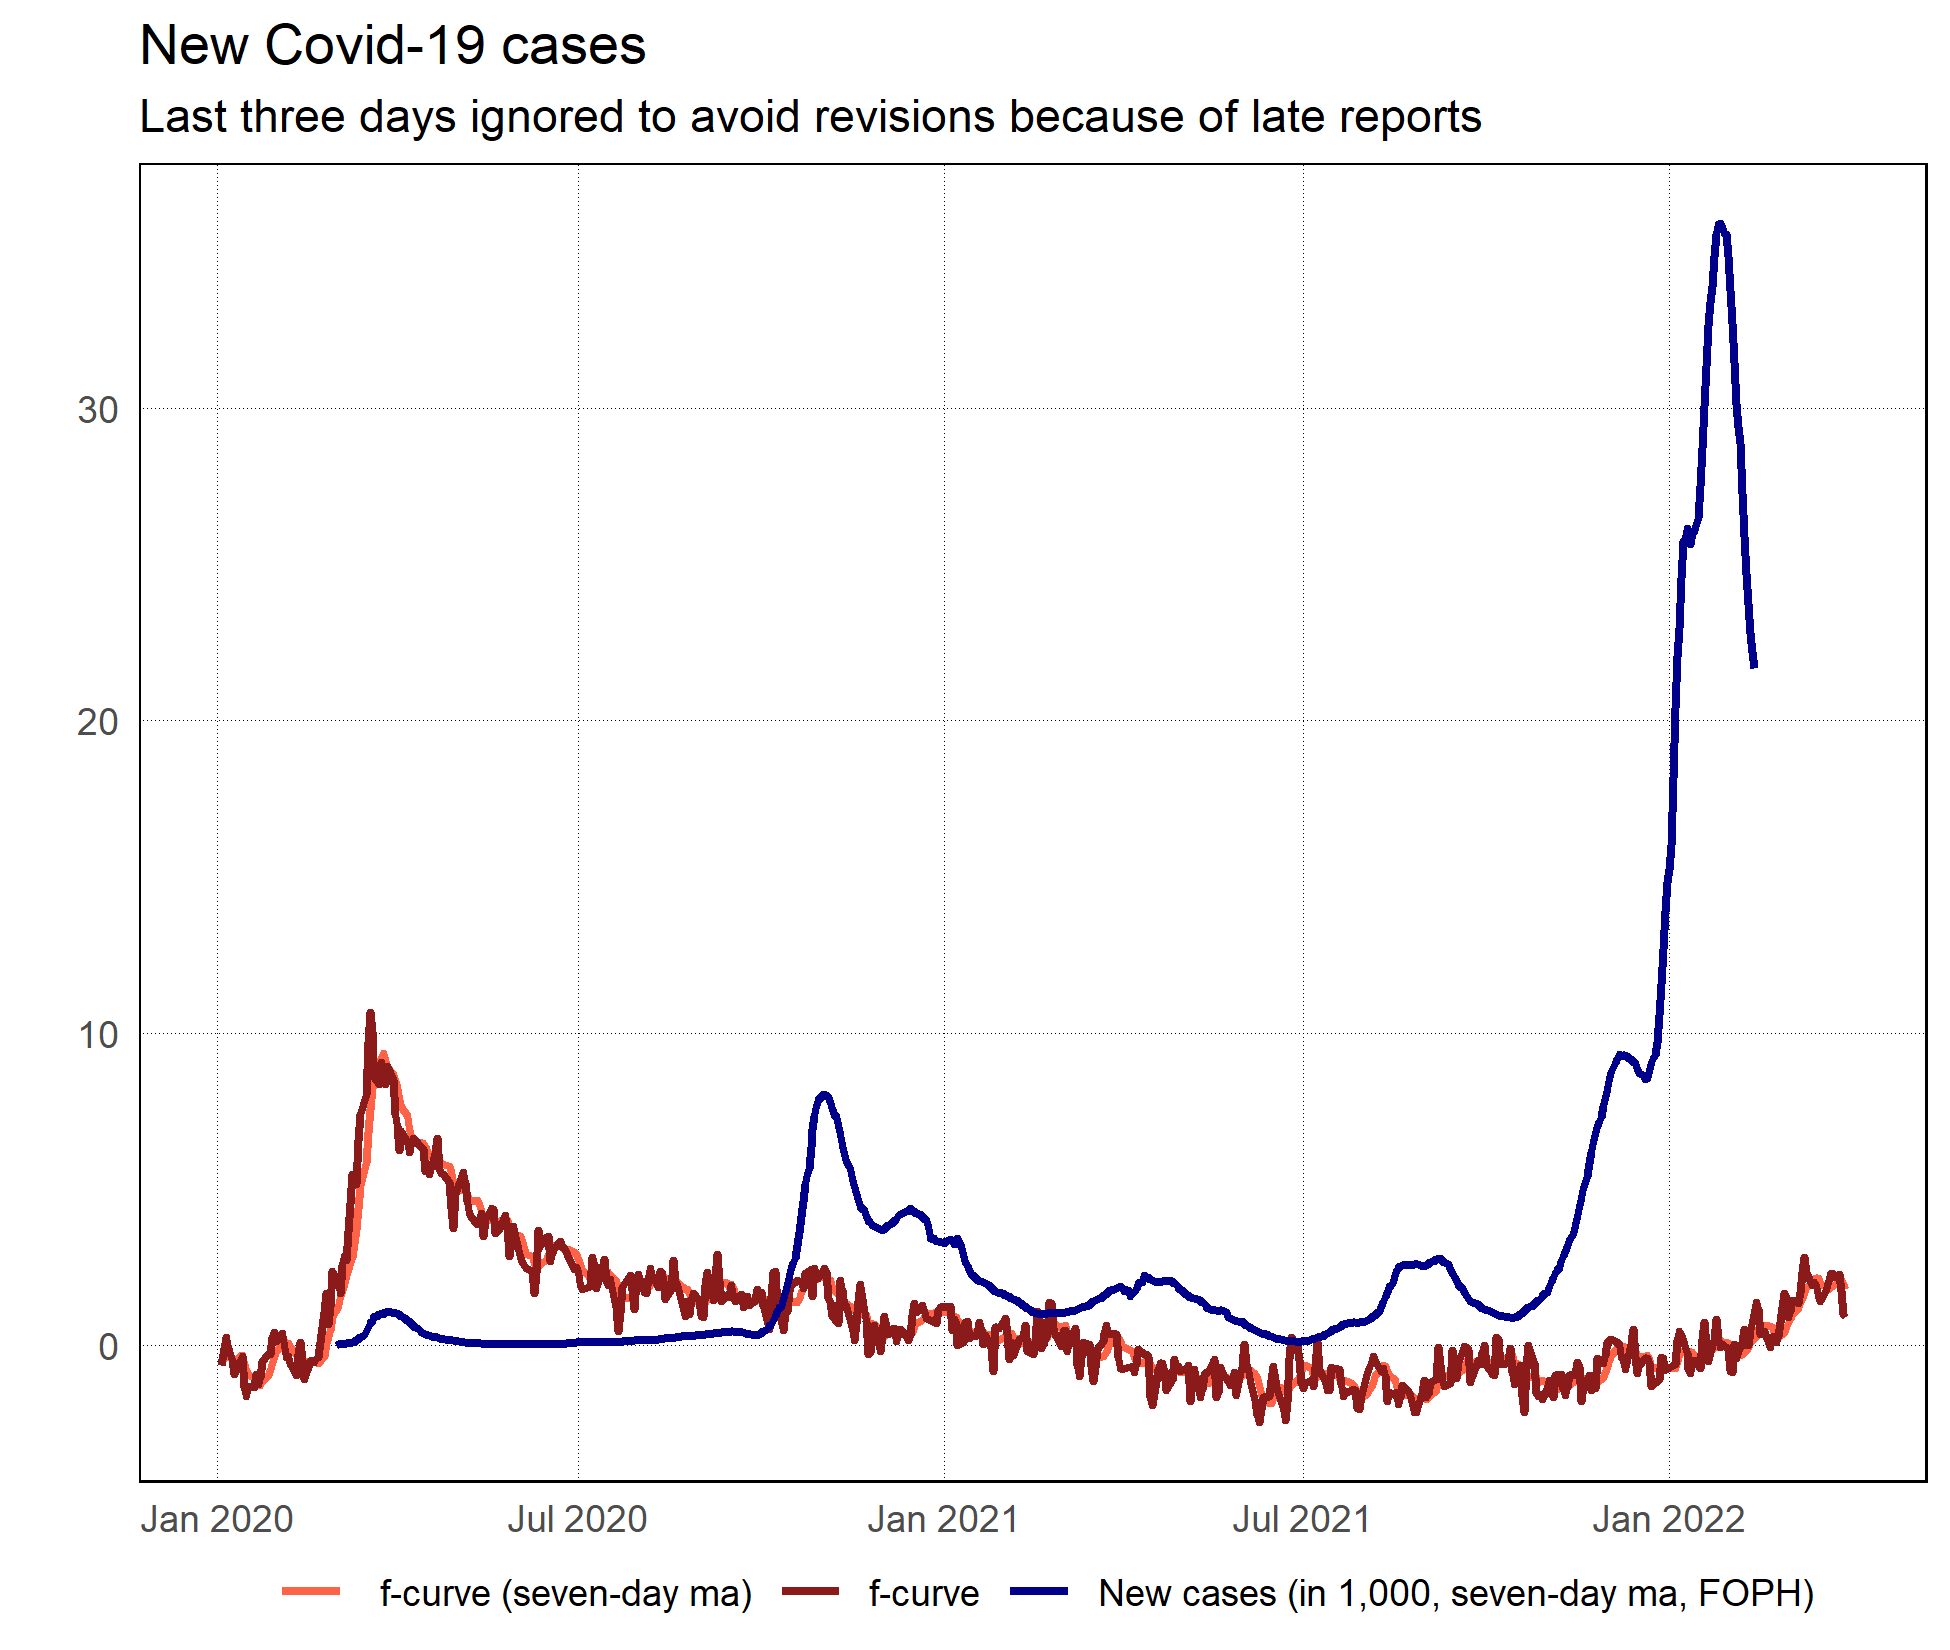 New Covid-19 cases
Last three days ignored to avoid revisions because of late reports
30
20
10
0
Jan 2020 Jul 2020 Jan 2021 Jul 2021 Jan 2022
f-curve (seven-day ma) f-curve New cases (in 1,000, seven-day ma, FOPH)